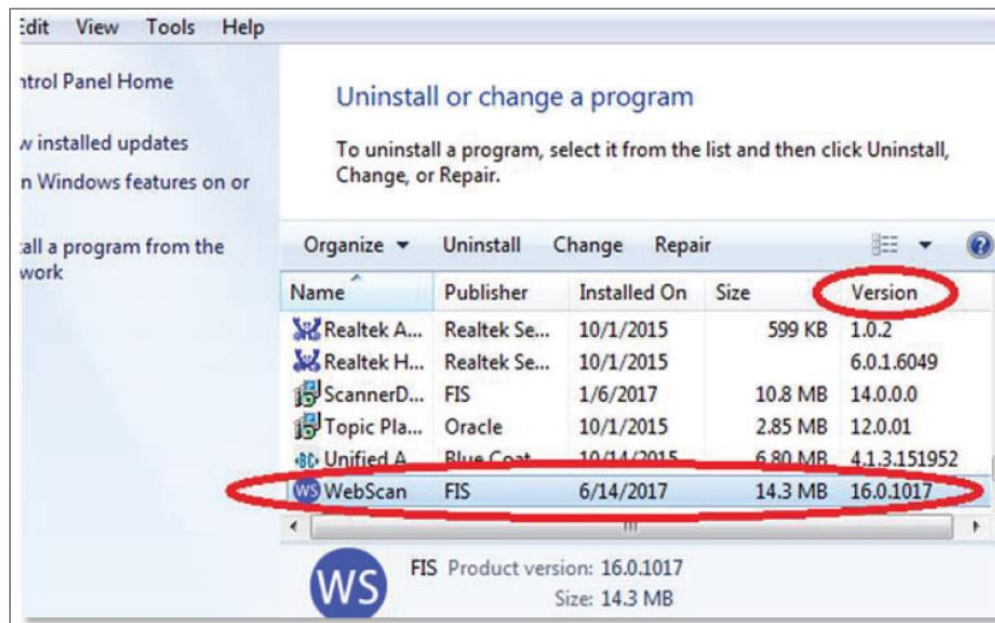 Edit View Tools Help
ntrol Panel Home
w installed updates
n Windows features on or
all a program from the
work
Uninstall or change a program
To uninstall a program, select it from the list and then click Uninstall,
Change, or Repair.
Organize Uninstall Change Repair
Name Publisher Installed On Size Version
Realtek A... Realtek Se... 10/1/2015 599 KB 1.0.2
Realtek H... Realtek Se... 10/1/2015 6.0.1.6049
ScannerD... FIS 1/6/2017 10.8 MB 14.0.0.0
Topic Pla... Oracle 10/1/2015 2.85 MB 12.0.01
Unified A Blue Coat 10/14/2015 6.80 MB 4.1.3.151952
WS WebScan FIS 6/14/2017 14.3 MB 16.0.1017
WS
FIS Product version: 16.0.1017
Size: 14.3 MB